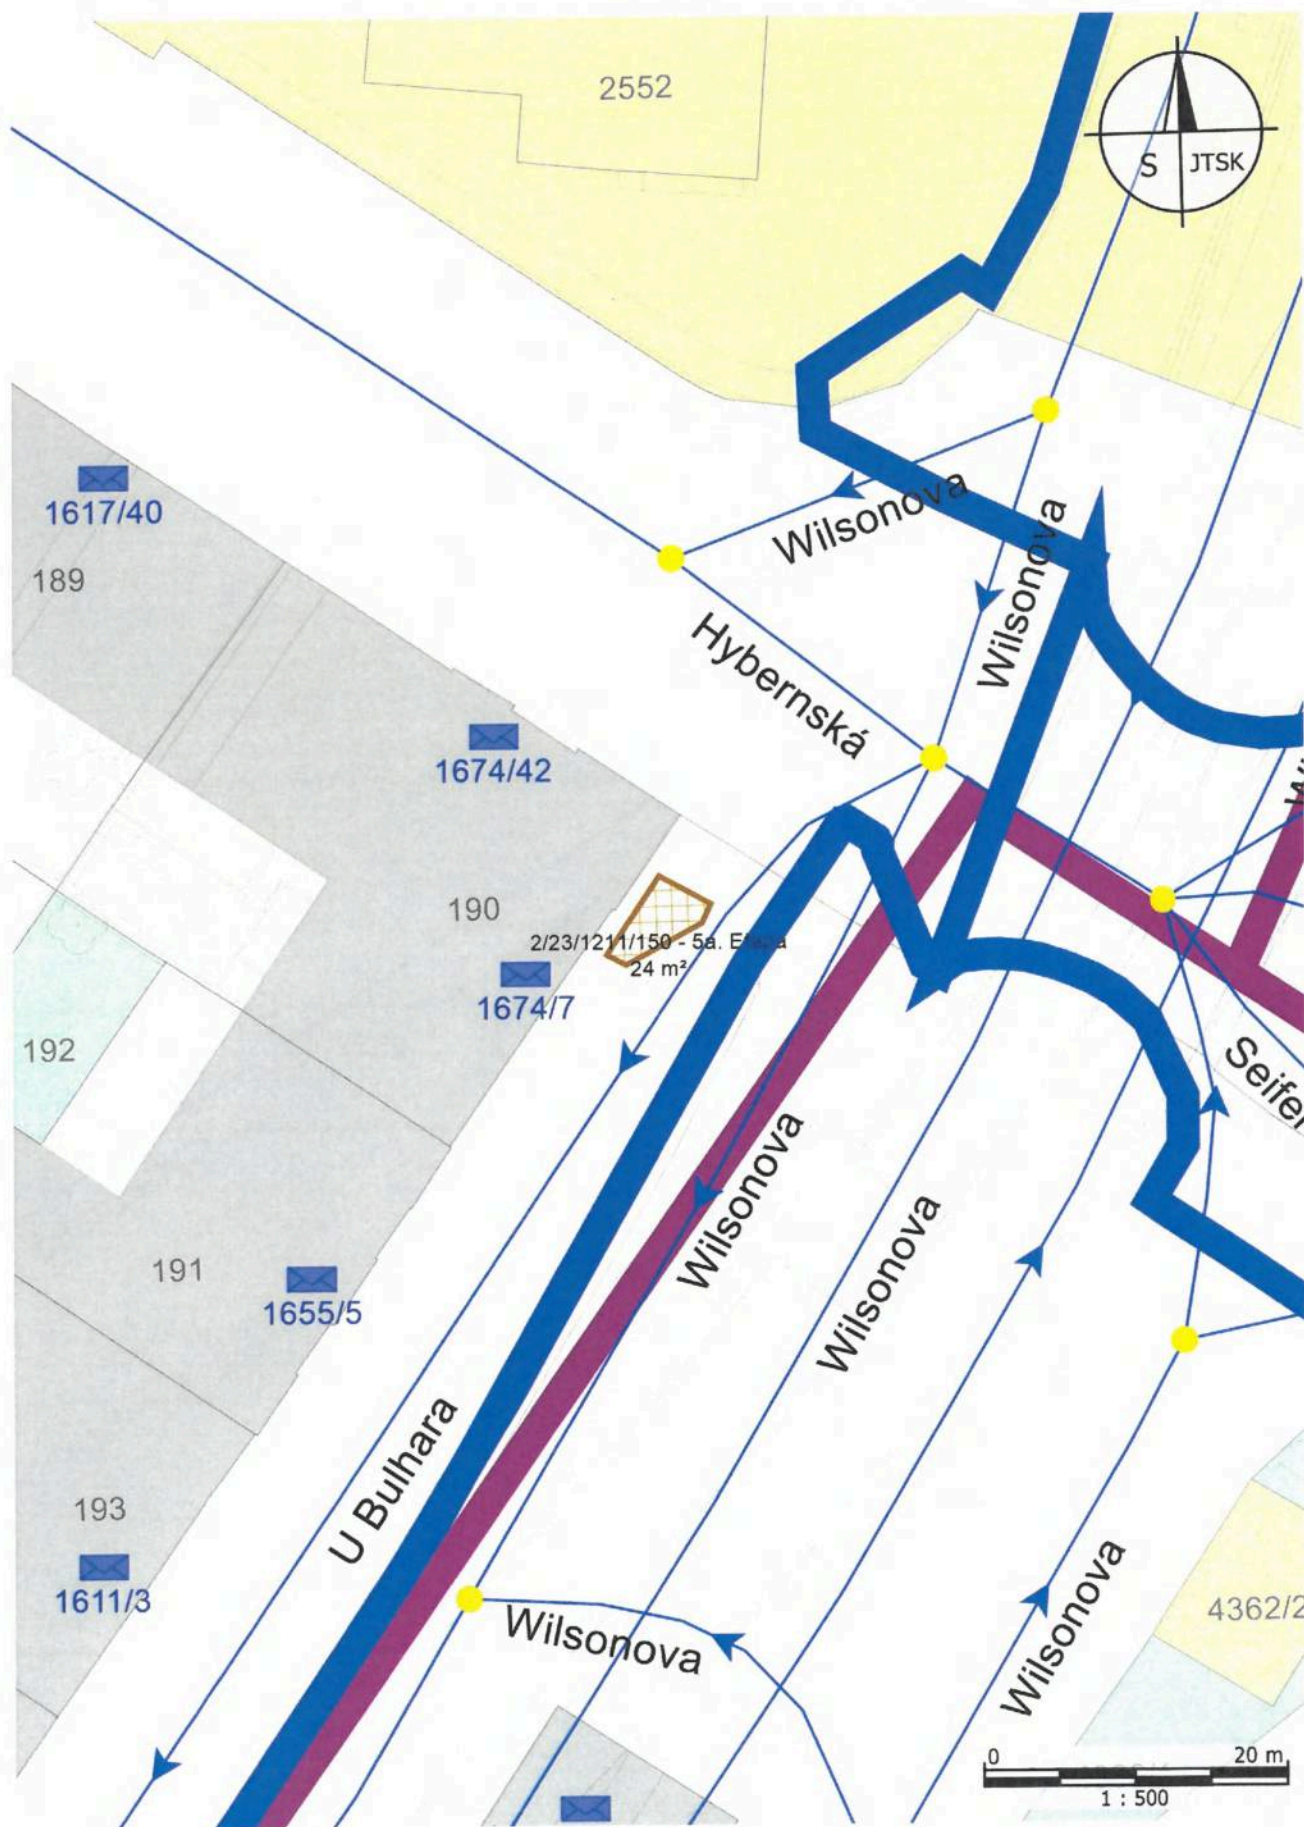 2552
S JTSK
1617/40
189
Wilsonova
Wilsonova
Hybernská
1674/42
190
2/23/1211/150 - 5a.
24 m²
1674/7
192
Seifer
Wilsonova
Wilsonova
191
1655/5
U Bulhara
193
1611/3
Wilsonova
Wilsonova
4362/2
0 20 m
1 : 500